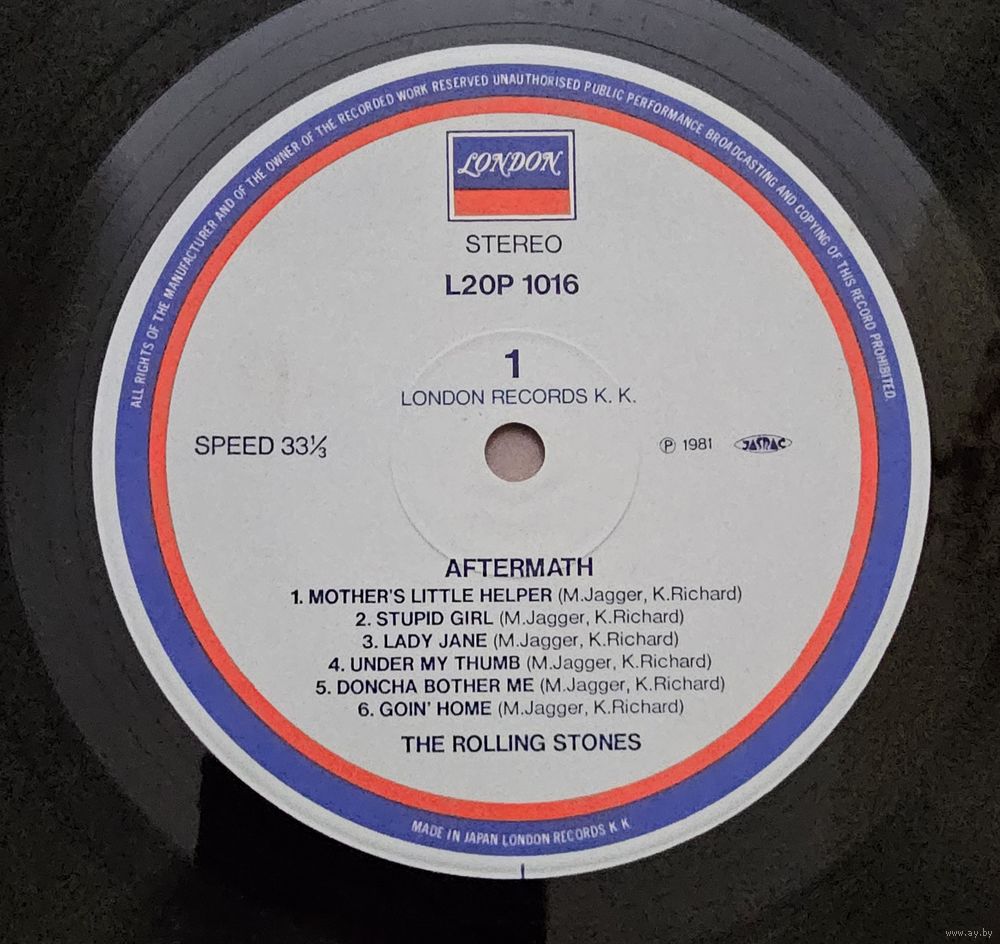 ALL RIGHTS OF THE MANUFACTURER AND OF THE OWNER OF THE RECORDED WORK RESERVED UNAUTHORISED PUBLIC PERFORMANCE BROADCASTING AND COPYING OF THIS RECORD PROHIBITED.
LONDON
STEREO
L20P 1016
1
LONDON RECORDS K. K.
SPEED 33⅓
℗ 1981 JASRAC
AFTERMATH
1. MOTHER'S LITTLE HELPER (M.Jagger, K.Richard)
2. STUPID GIRL (M.Jagger, K.Richard)
3. LADY JANE (M.Jagger, K.Richard)
4. UNDER MY THUMB (M.Jagger, K.Richard)
5. DONCHA BOTHER ME (M.Jagger, K.Richard)
6. GOIN' HOME (M.Jagger, K.Richard)
THE ROLLING STONES
MADE IN JAPAN LONDON RECORDS K. K.
www.ay.by